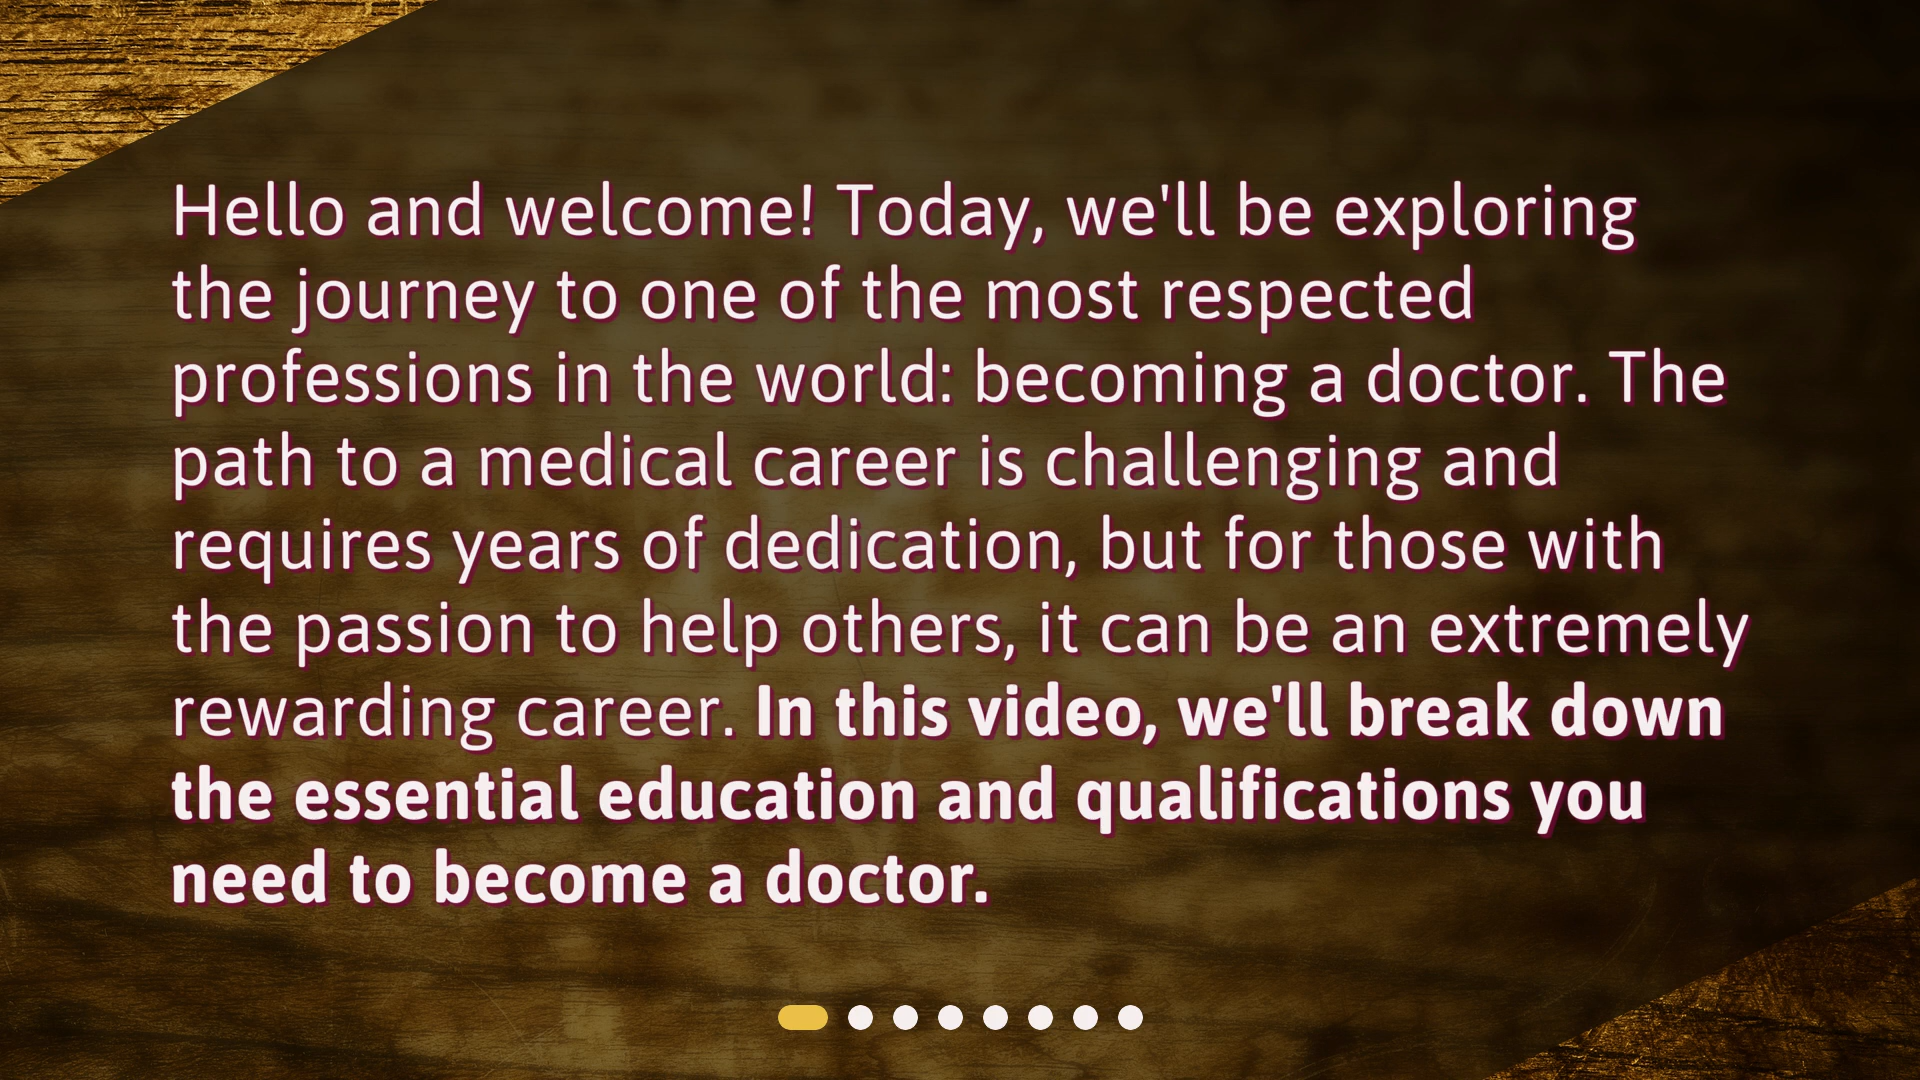 Hello and welcome! Today, we'll be exploring
the journey to one of the most respected
professions in the world: becoming a doctor. The
path to a medical career is challenging and
requires years of dedication, but for those with
the passion to help others, it can be an extremely
rewarding career. In this video, we'll break down
the essential education and qualifications you
need to become a doctor.